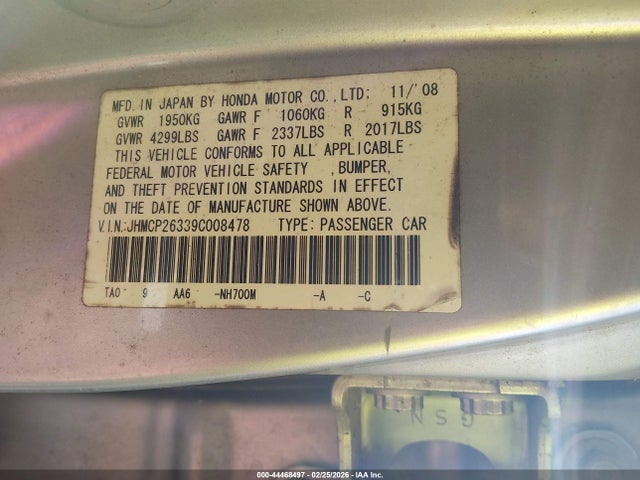 MFD. IN JAPAN BY HONDA MOTOR CO.,LTD: 11/'08
GVWR 1950KG GAWR F 1060KG R 915KG
GVWR 4299LBS GAWR F 2337LBS R 2017LBS
THIS VEHICLE CONFORMS TO ALL APPLICABLE
FEDERAL MOTOR VEHICLE SAFETY ,BUMPER,
AND THEFT PREVENTION STANDARDS IN EFFECT
ON THE DATE OF MANUFACTURE SHOWN ABOVE.
V.I.N:JHMCP26339C008478 TYPE: PASSENGER CAR
TA0 9 AA6 -NH700M -A -C
G S N
000-44468497 - 02/25/2026 - IAA Inc.